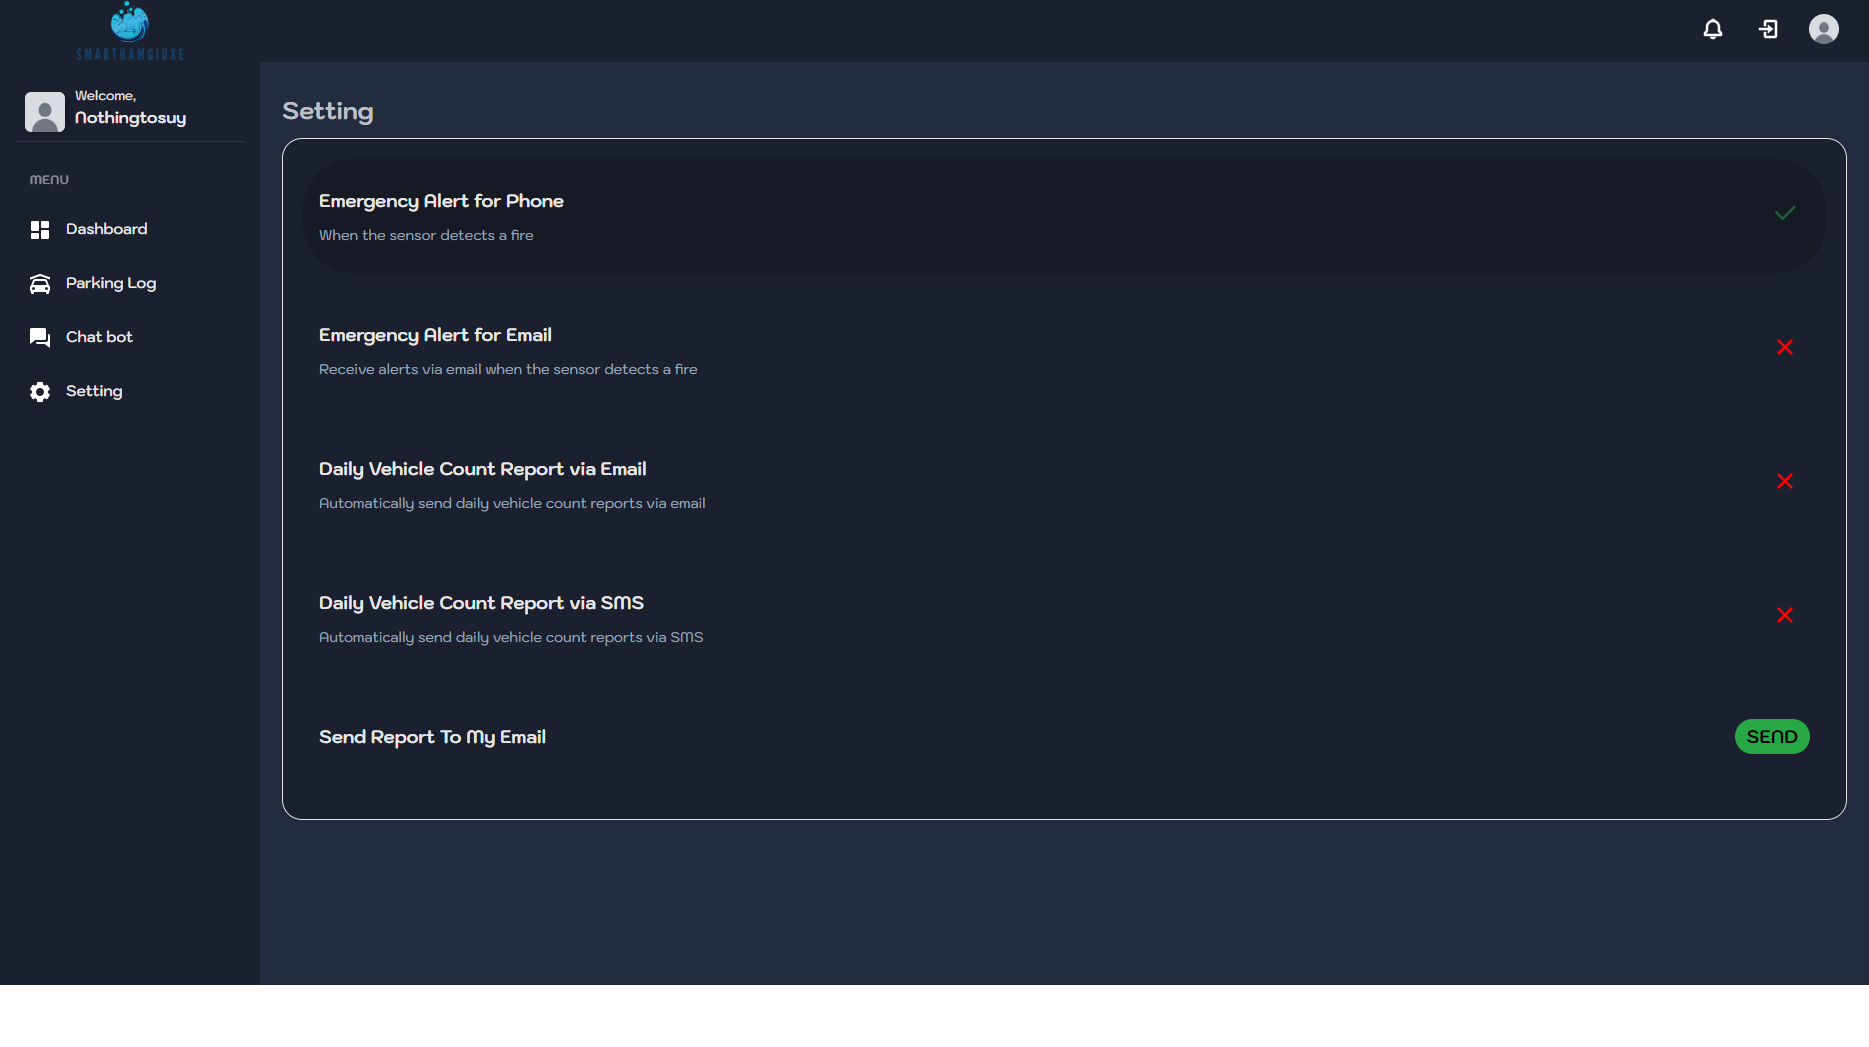 SMARTHAMGIUXE
Welcome,
Nothingtosuy
MENU
Dashboard
Parking Log
Chat bot
Setting
Setting
Emergency Alert for Phone
When the sensor detects a fire
Emergency Alert for Email
Receive alerts via email when the sensor detects a fire
Daily Vehicle Count Report via Email
Automatically send daily vehicle count reports via email
Daily Vehicle Count Report via SMS
Automatically send daily vehicle count reports via SMS
Send Report To My Email
SEND